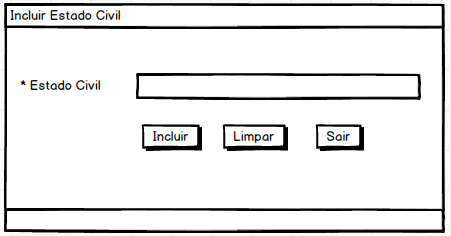 Incluir Estado Civil
* Estado Civil
Incluir Limpar Sair